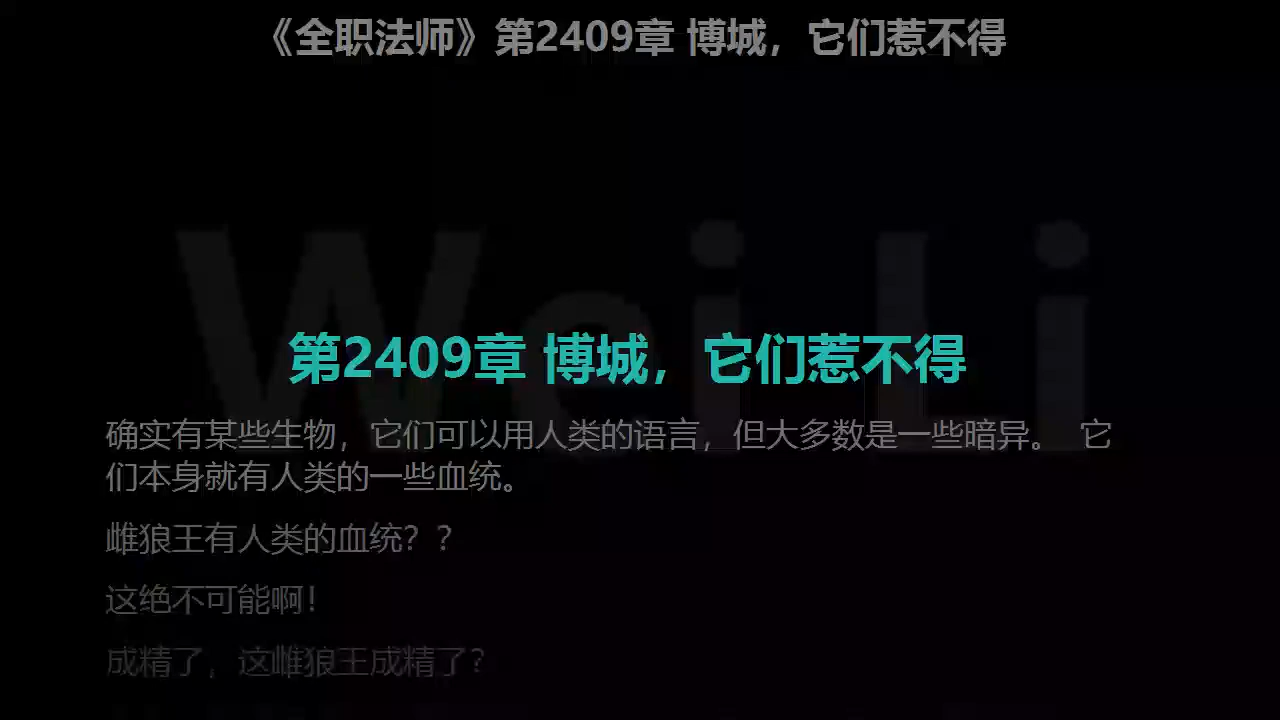 《全职法师》第2409章 博城，它们惹不得
Wei Li
第2409章 博城，它们惹不得
确实有某些生物，它们可以用人类的语言，但大多数是一些暗异。 它
们本身就有人类的一些血统。
雌狼王有人类的血统？？
这绝不可能啊！
成精了，这雌狼王成精了？